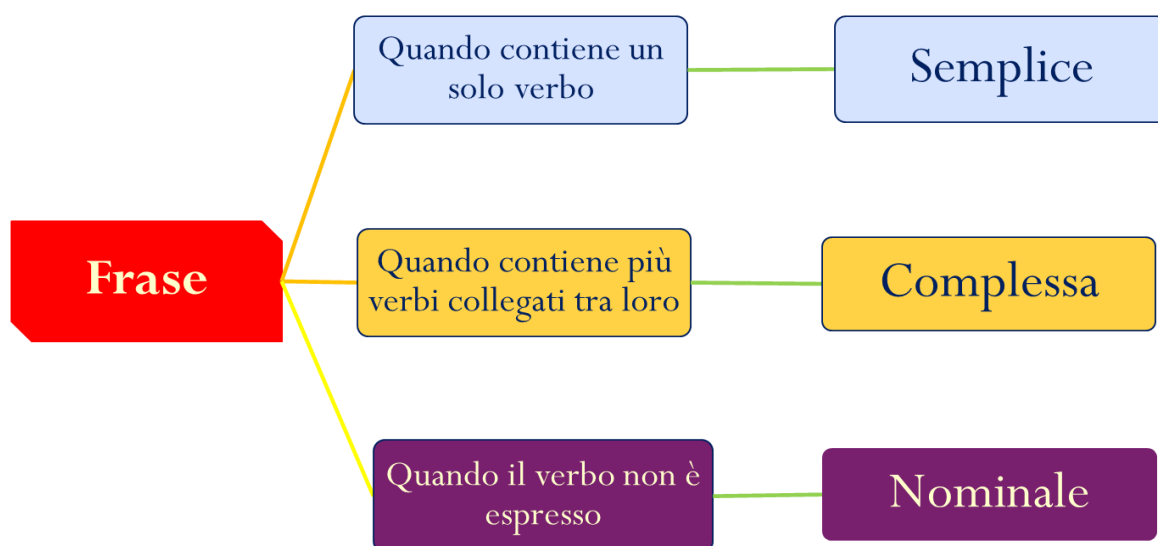 Frase
Quando contiene un
solo verbo
Semplice
Quando contiene più
verbi collegati tra loro
Complessa
Quando il verbo non è
espresso
Nominale